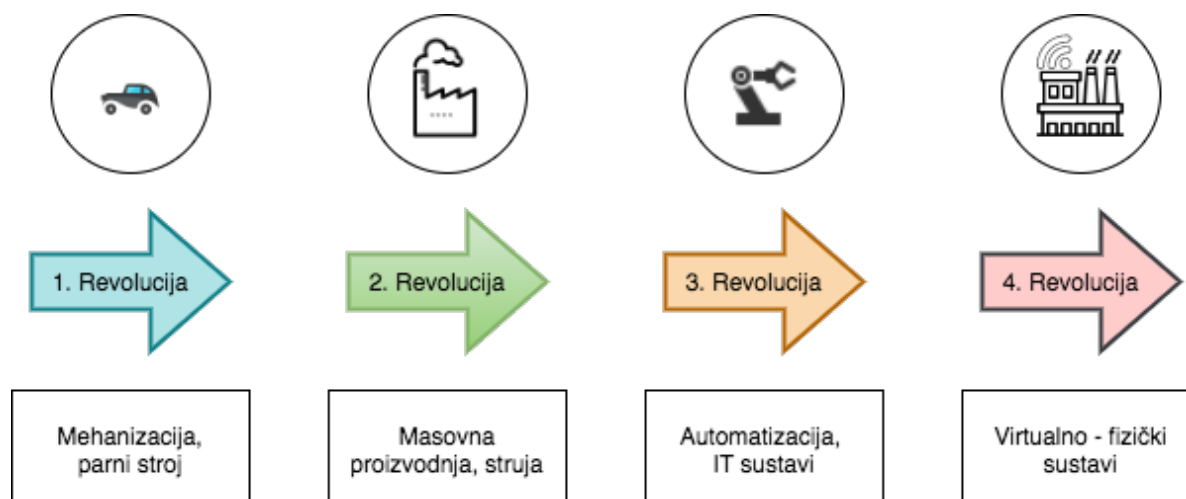 1. Revolucija
2. Revolucija
3. Revolucija
4. Revolucija
Mehanizacija,
parni stroj
Masovna
proizvodnja, struja
Automatizacija,
IT sustavi
Virtualno - fizički
sustavi